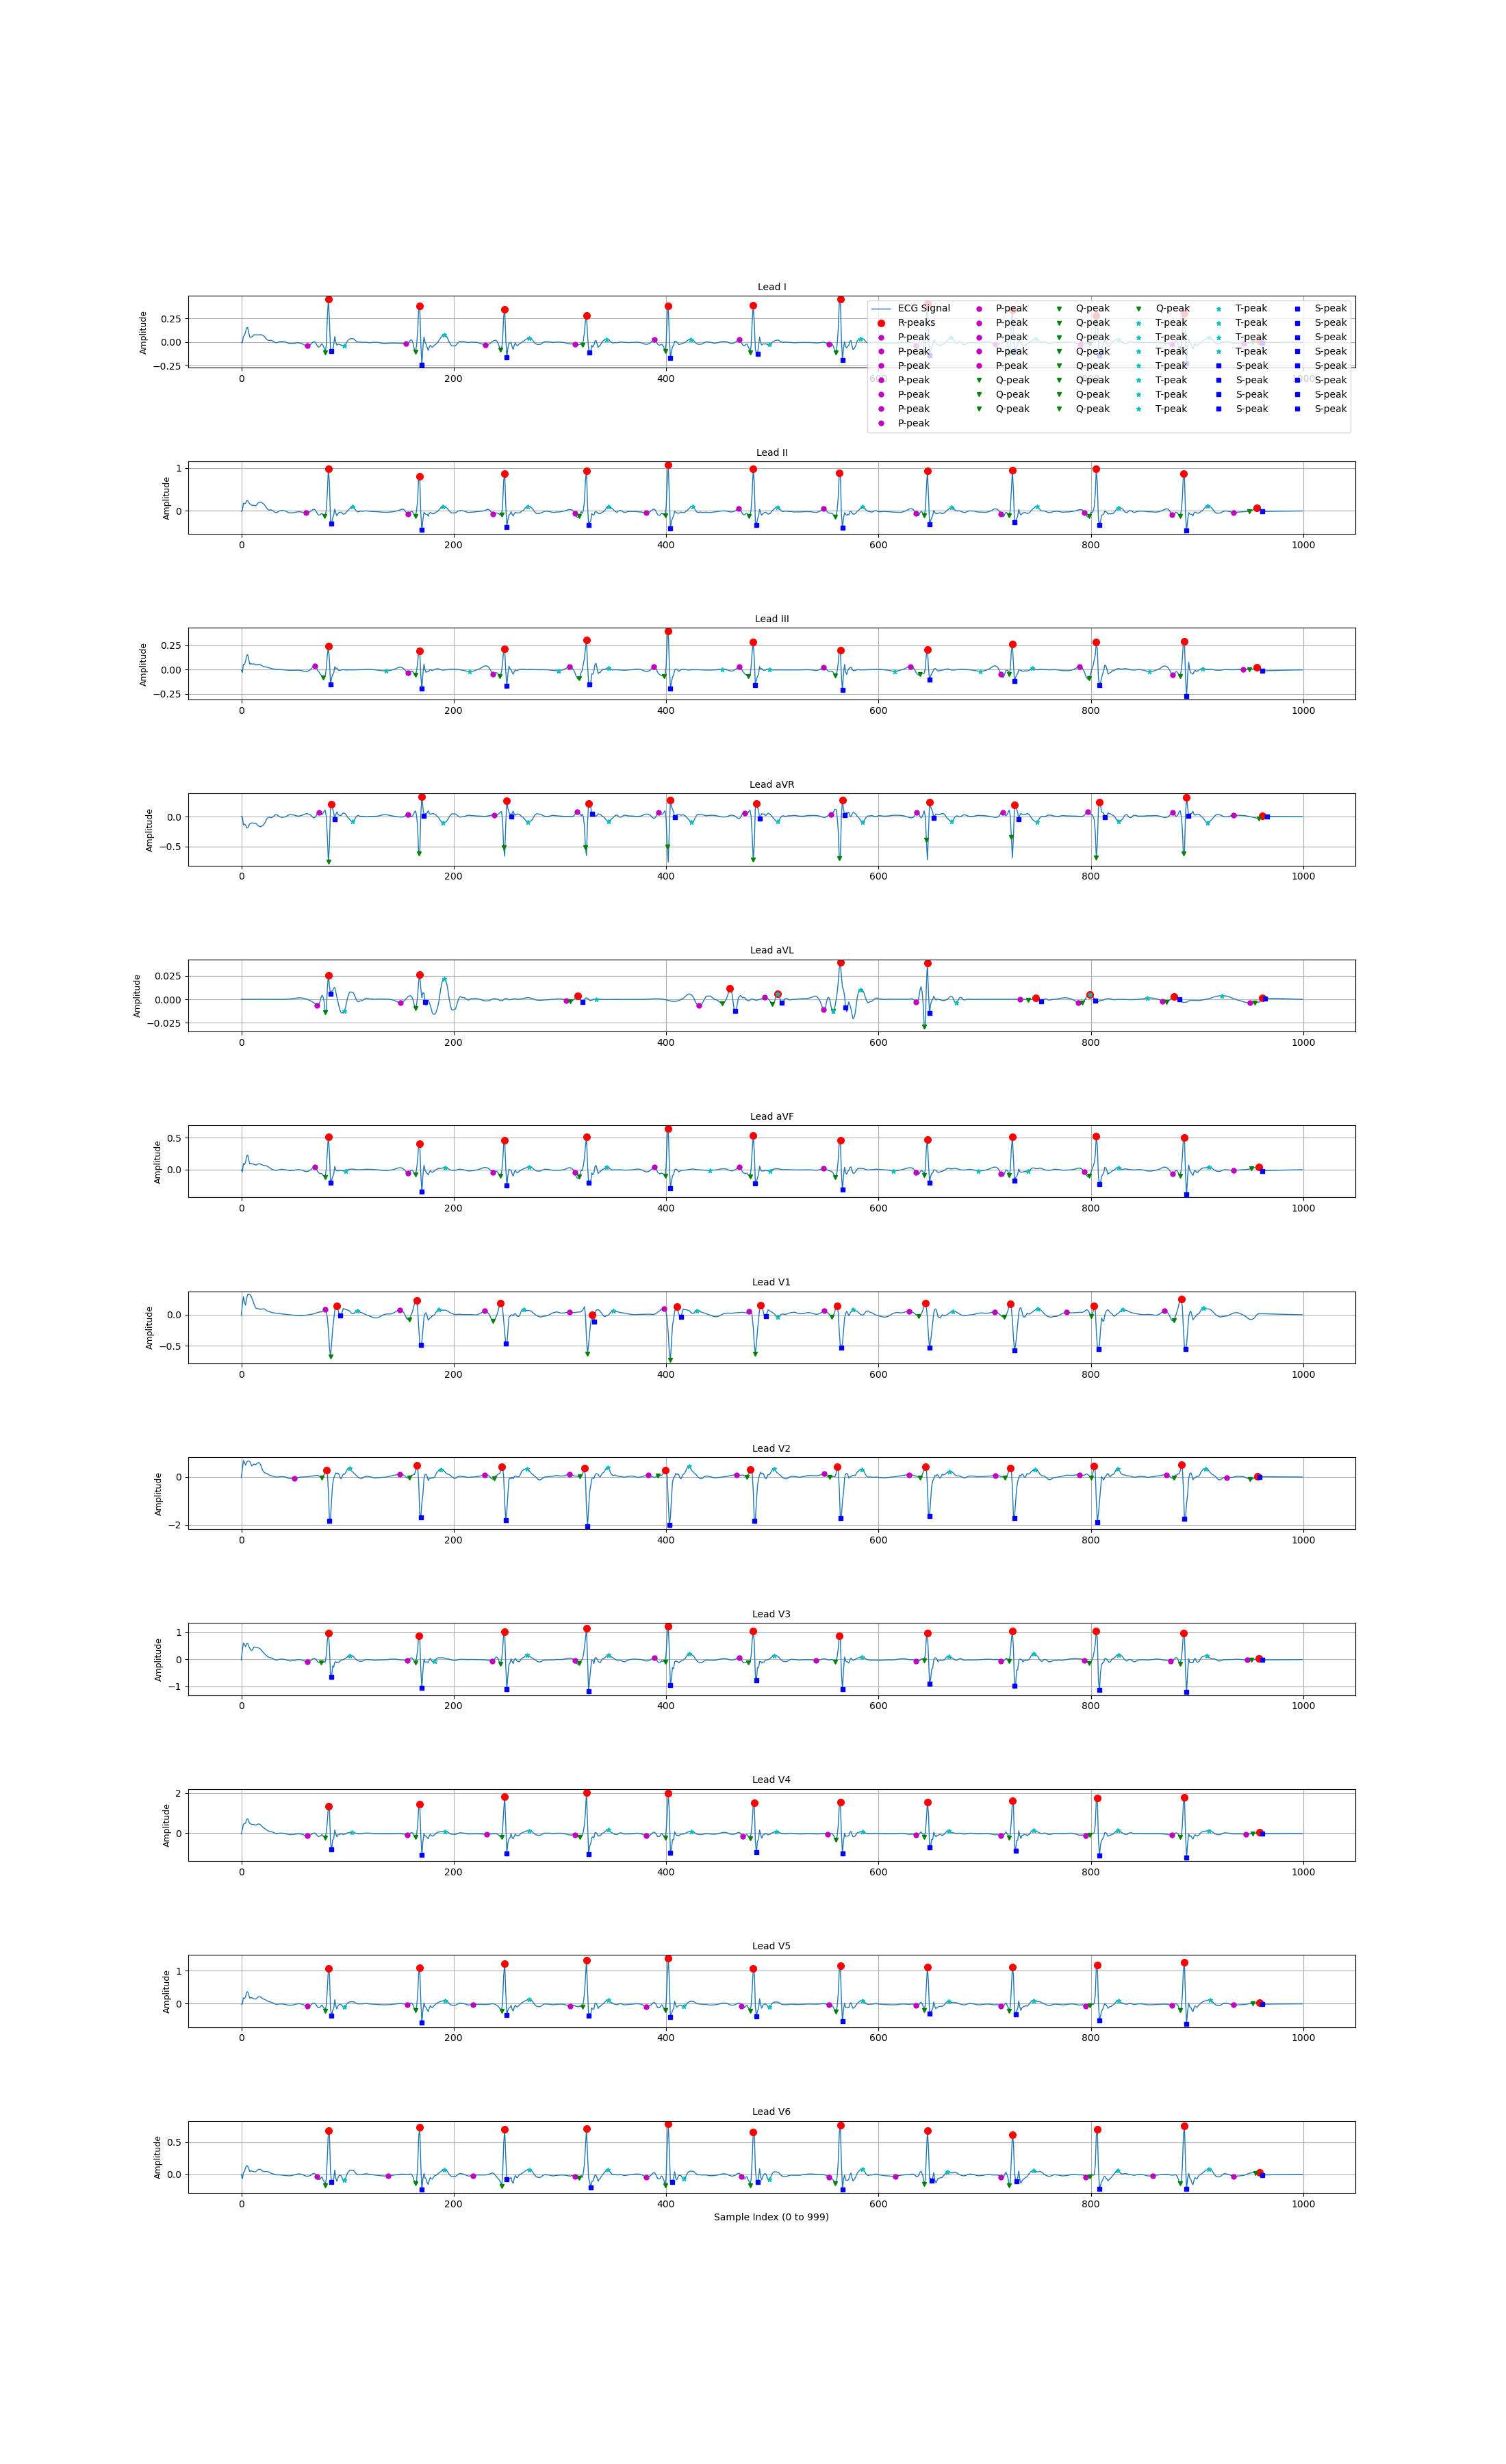 Lead I
Amplitude
0.25
0.00
−0.25
0 200 400 600 800 1000
ECG Signal P-peak Q-peak Q-peak T-peak S-peak
R-peaks P-peak Q-peak T-peak T-peak S-peak
P-peak P-peak Q-peak T-peak T-peak S-peak
P-peak P-peak Q-peak T-peak T-peak S-peak
P-peak P-peak Q-peak T-peak S-peak S-peak
P-peak Q-peak Q-peak T-peak S-peak S-peak
P-peak Q-peak Q-peak T-peak S-peak S-peak
P-peak Q-peak Q-peak T-peak S-peak S-peak
P-peak
Lead II
Amplitude
1
0
0 200 400 600 800 1000
Lead III
Amplitude
0.25
0.00
−0.25
0 200 400 600 800 1000
Lead aVR
Amplitude
0.0
−0.5
0 200 400 600 800 1000
Lead aVL
Amplitude
0.025
0.000
−0.025
0 200 400 600 800 1000
Lead aVF
Amplitude
0.5
0.0
0 200 400 600 800 1000
Lead V1
Amplitude
0.0
−0.5
0 200 400 600 800 1000
Lead V2
Amplitude
0
−2
0 200 400 600 800 1000
Lead V3
Amplitude
1
0
−1
0 200 400 600 800 1000
Lead V4
Amplitude
2
0
0 200 400 600 800 1000
Lead V5
Amplitude
1
0
0 200 400 600 800 1000
Lead V6
Amplitude
0.5
0.0
0 200 400 600 800 1000
Sample Index (0 to 999)